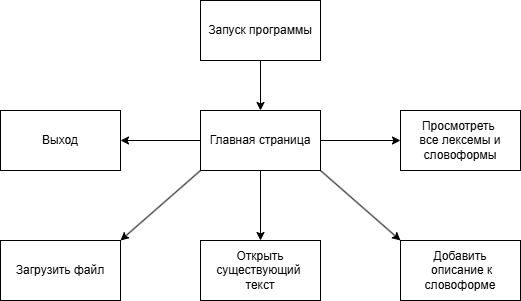 Запуск программы
Выход
Главная страница
Просмотреть
все лексемы и
словоформы
Загрузить файл
Открыть
существующий
текст
Добавить
описание к
словоформе